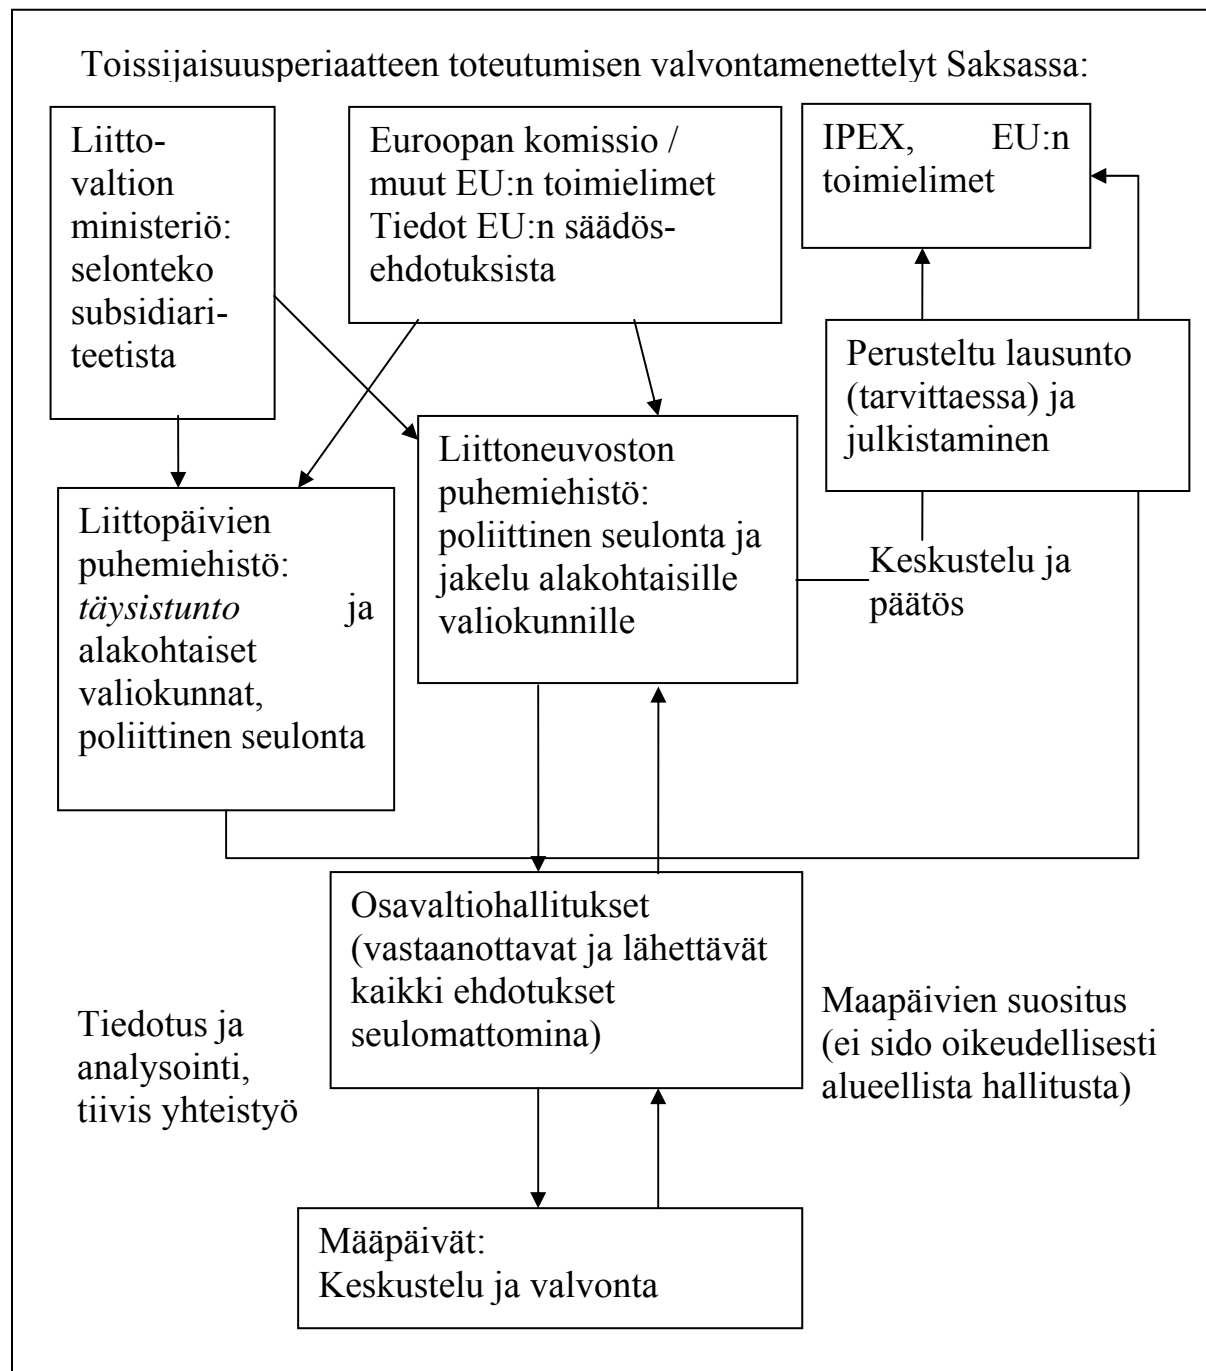 Toissijaisuusperiaatteen toteutumisen valvontamenettelyt Saksassa:
Liitto-
valtion
ministeriö:
selonteko
subsidiari-
teetista
Euroopan komissio /
muut EU:n toimielimet
Tiedot EU:n säädös-
ehdotuksista
IPEX, EU:n
toimielimet
Perusteltu lausunto
(tarvittaessa) ja
julkistaminen
Liittoneuvoston
puhemiehistö:
poliittinen seulonta ja
jakelu alakohtaisille
valiokunnille
Liittopäivien
puhemiehistö:
täysistunto ja
alakohtaiset
valiokunnat,
poliittinen seulonta
Keskustelu ja
päätös
Osavaltiohallitukset
(vastaanottavat ja lähettävät
kaikki ehdotukset
seulomattomina)
Tiedotus ja
analysointi,
tiivis yhteistyö
Maapäivien suositus
(ei sido oikeudellisesti
alueellista hallitusta)
Määpäivät:
Keskustelu ja valvonta